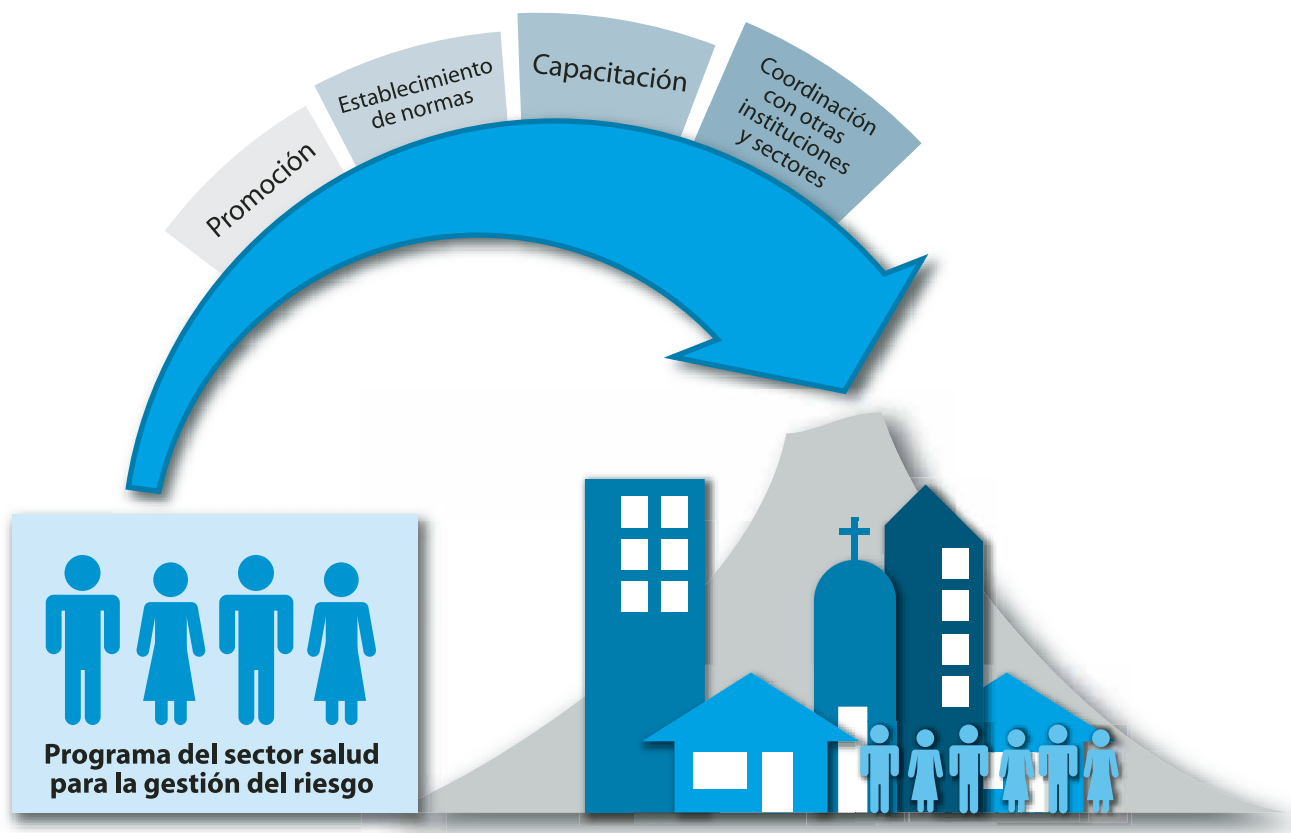 Promoción
Establecimiento
de normas
Capacitación
Coordinación
con otras
instituciones
y sectores
Programa del sector salud
para la gestión del riesgo